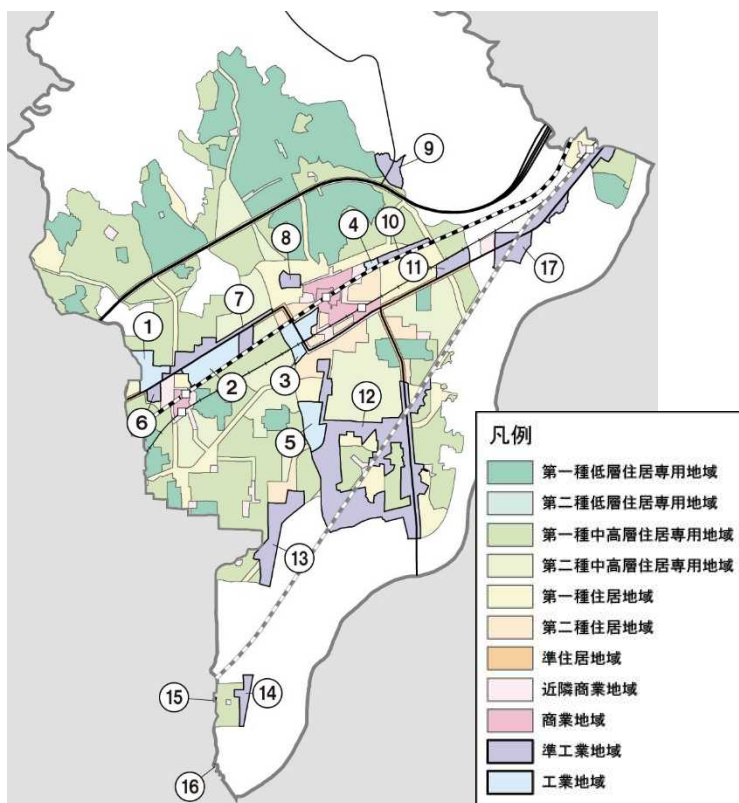 ⑨
④
⑩
⑧
⑪
⑰
⑦
①
②
③
⑫
⑥
⑤
⑬
⑮
⑭
⑯
凡例
第一種低層住居専用地域
第二種低層住居専用地域
第一種中高層住居専用地域
第二種中高層住居専用地域
第一種住居地域
第二種住居地域
準住居地域
近隣商業地域
商業地域
準工業地域
工業地域